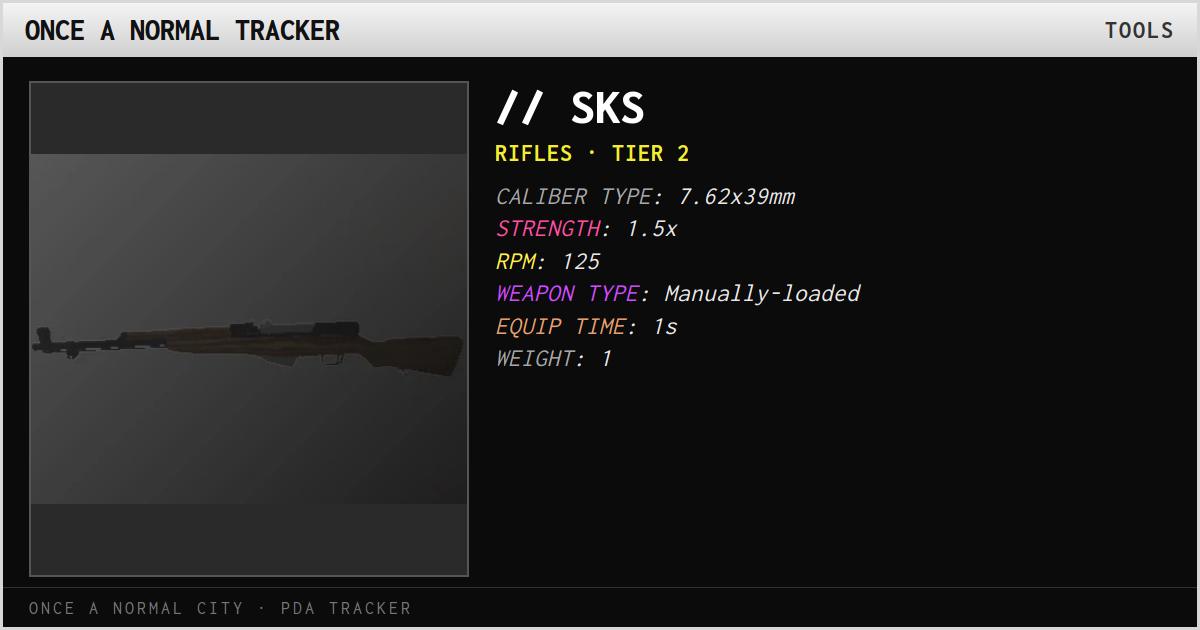 ONCE A NORMAL TRACKER
TOOLS
// SKS
RIFLES · TIER 2
CALIBER TYPE: 7.62x39mm
STRENGTH: 1.5x
RPM: 125
WEAPON TYPE: Manually-loaded
EQUIP TIME: 1s
WEIGHT: 1
ONCE A NORMAL CITY · PDA TRACKER